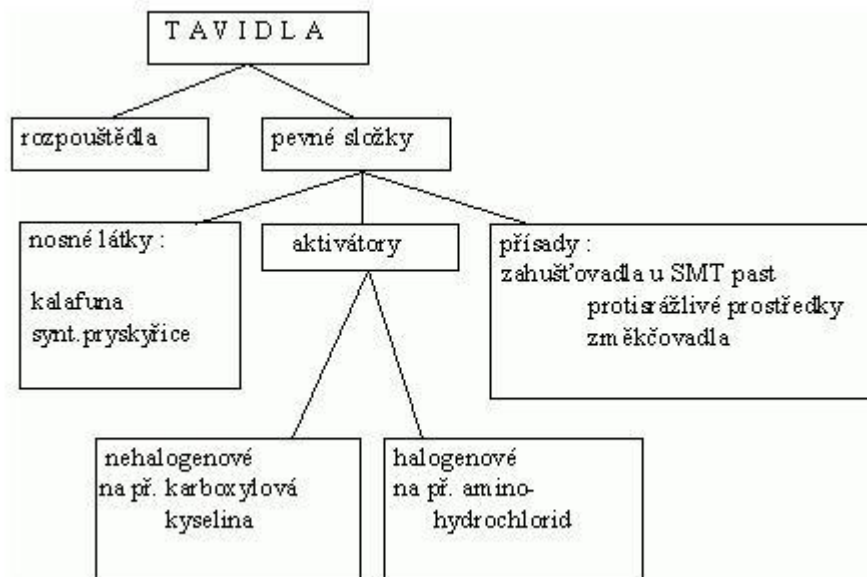 T A V I D L A
rozpouštědla
pevné složky
nosné látky :
kalafuna
synt.pryskyřice
aktivátory
přísady :
zahušťovadla u SMT past
protisrážlivé prostředky
změkčovadla
nehalogenové
na př. karboxylová
kyselina
halogenové
na př. amino-
hydrochlorid